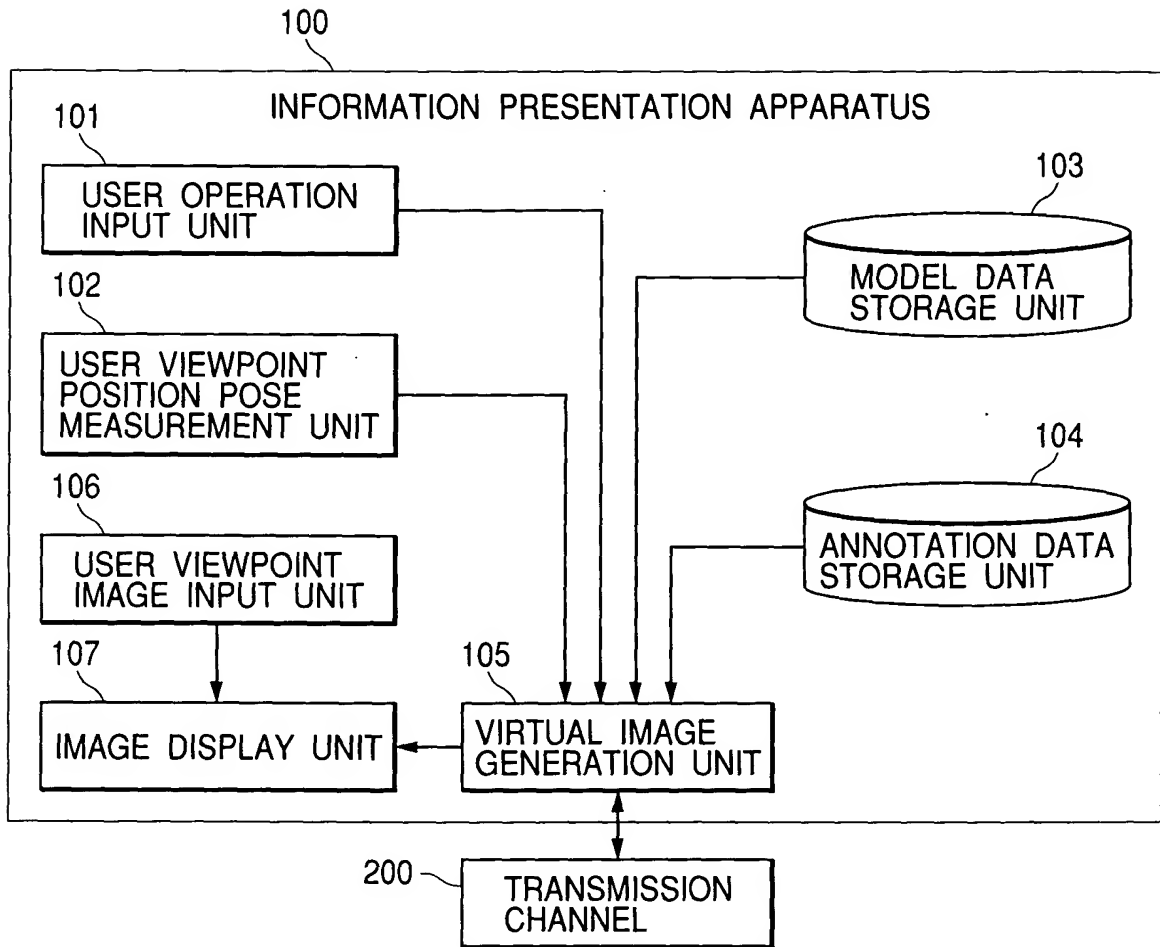 100
INFORMATION PRESENTATION APPARATUS
101
USER OPERATION
INPUT UNIT
102
USER VIEWPOINT
POSITION POSE
MEASUREMENT UNIT
106
USER VIEWPOINT
IMAGE INPUT UNIT
107
IMAGE DISPLAY UNIT
105
VIRTUAL IMAGE
GENERATION UNIT
103
MODEL DATA
STORAGE UNIT
104
ANNOTATION DATA
STORAGE UNIT
200
TRANSMISSION
CHANNEL